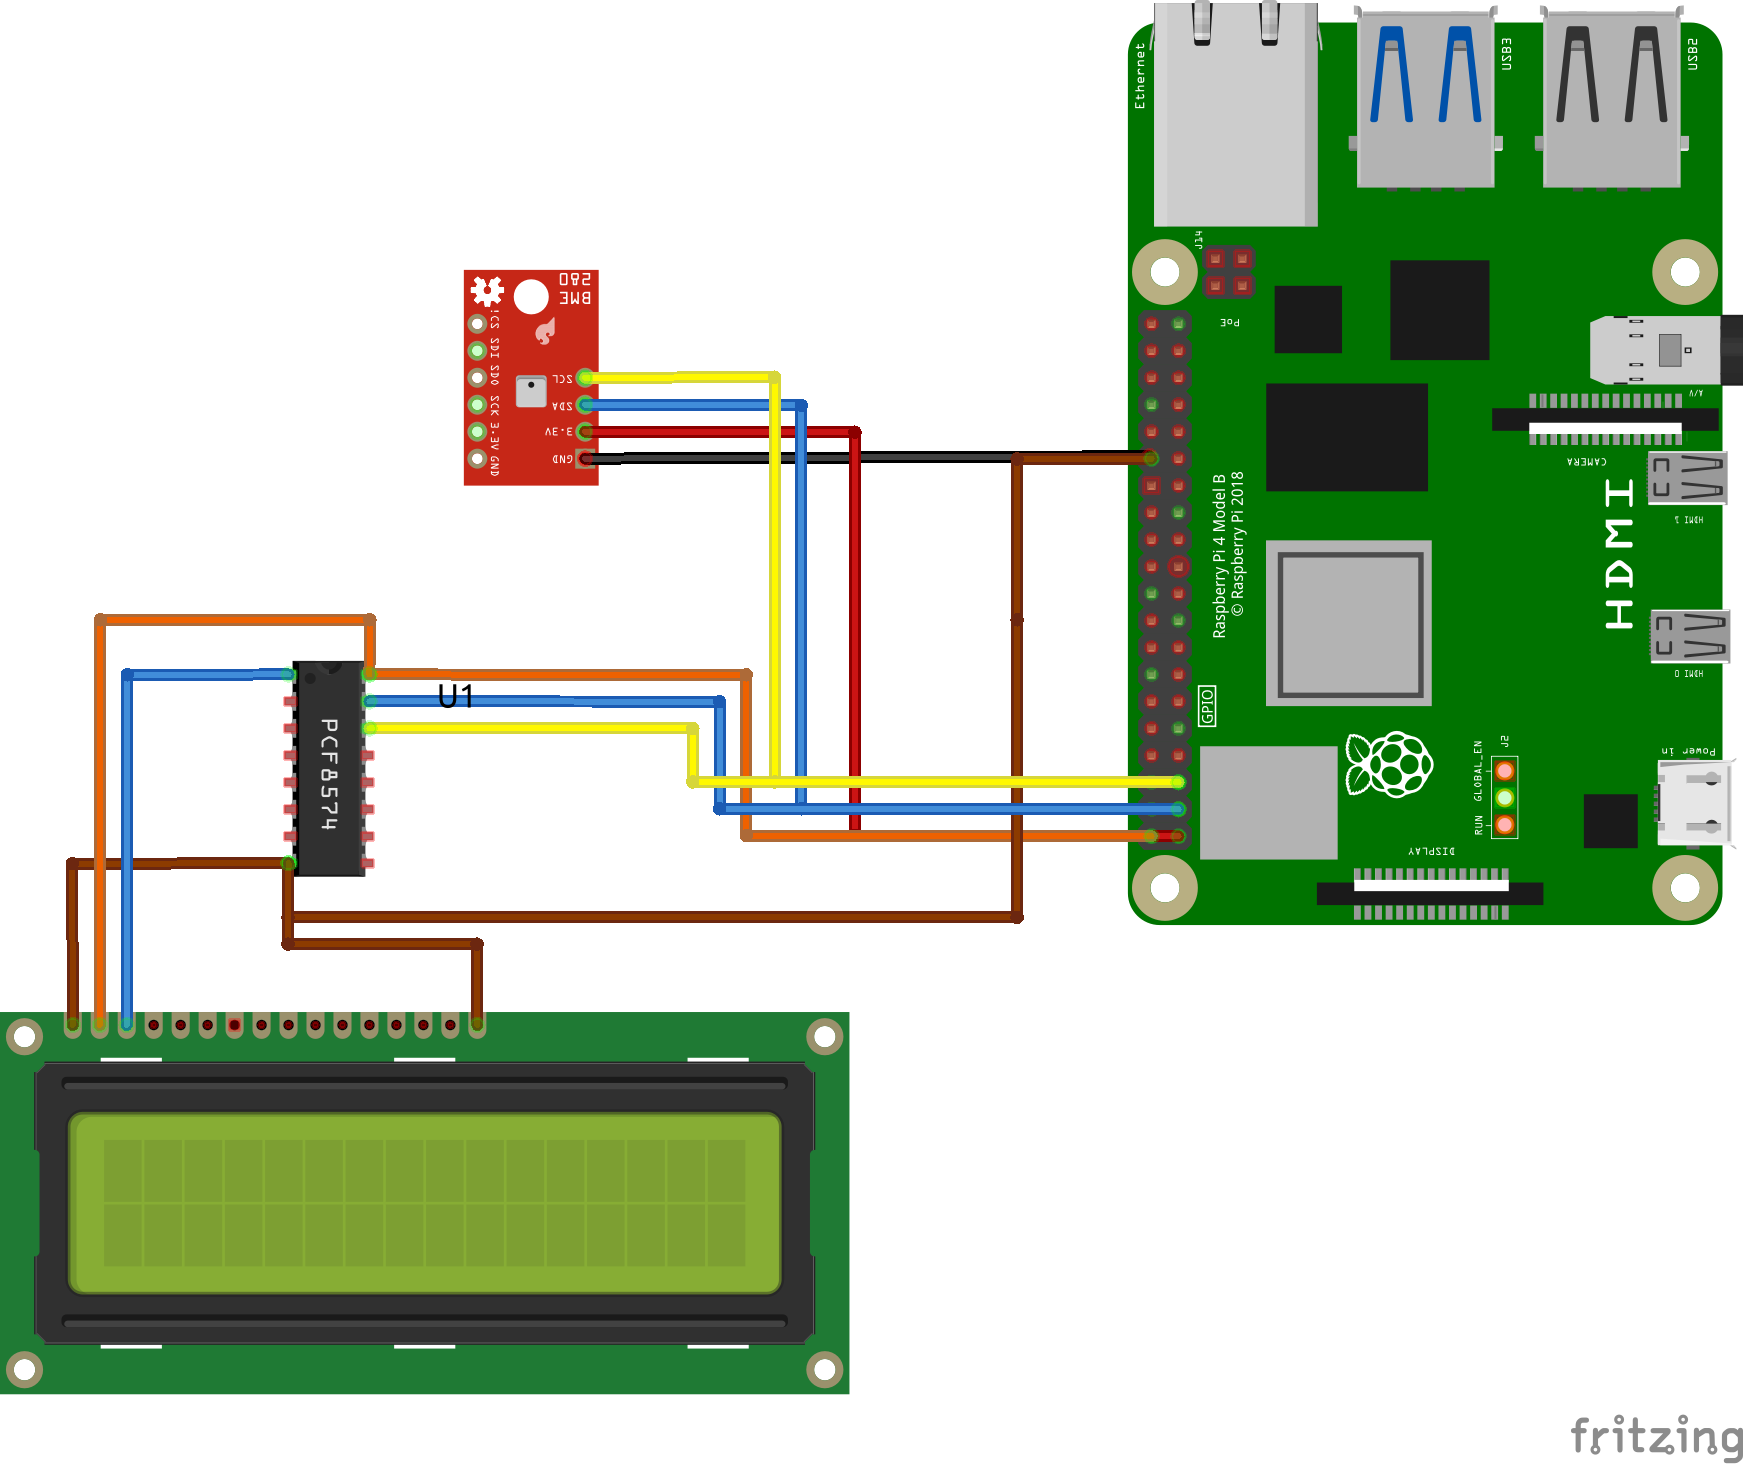 Ethernet
USB3
USB2
J14
PoE
BME
280
!CS
SDI
SDO
SCK
3.3V
GND
SCL
SDA
3.3V
GND
A/V
CAMERA
HDMI 1
HDMI
HDMI 0
Raspberry Pi 4 Model B
© Raspberry Pi 2018
GPIO
U1
PCF8574
J2
GLOBAL_EN
RUN
Power in
DISPLAY
fritzing